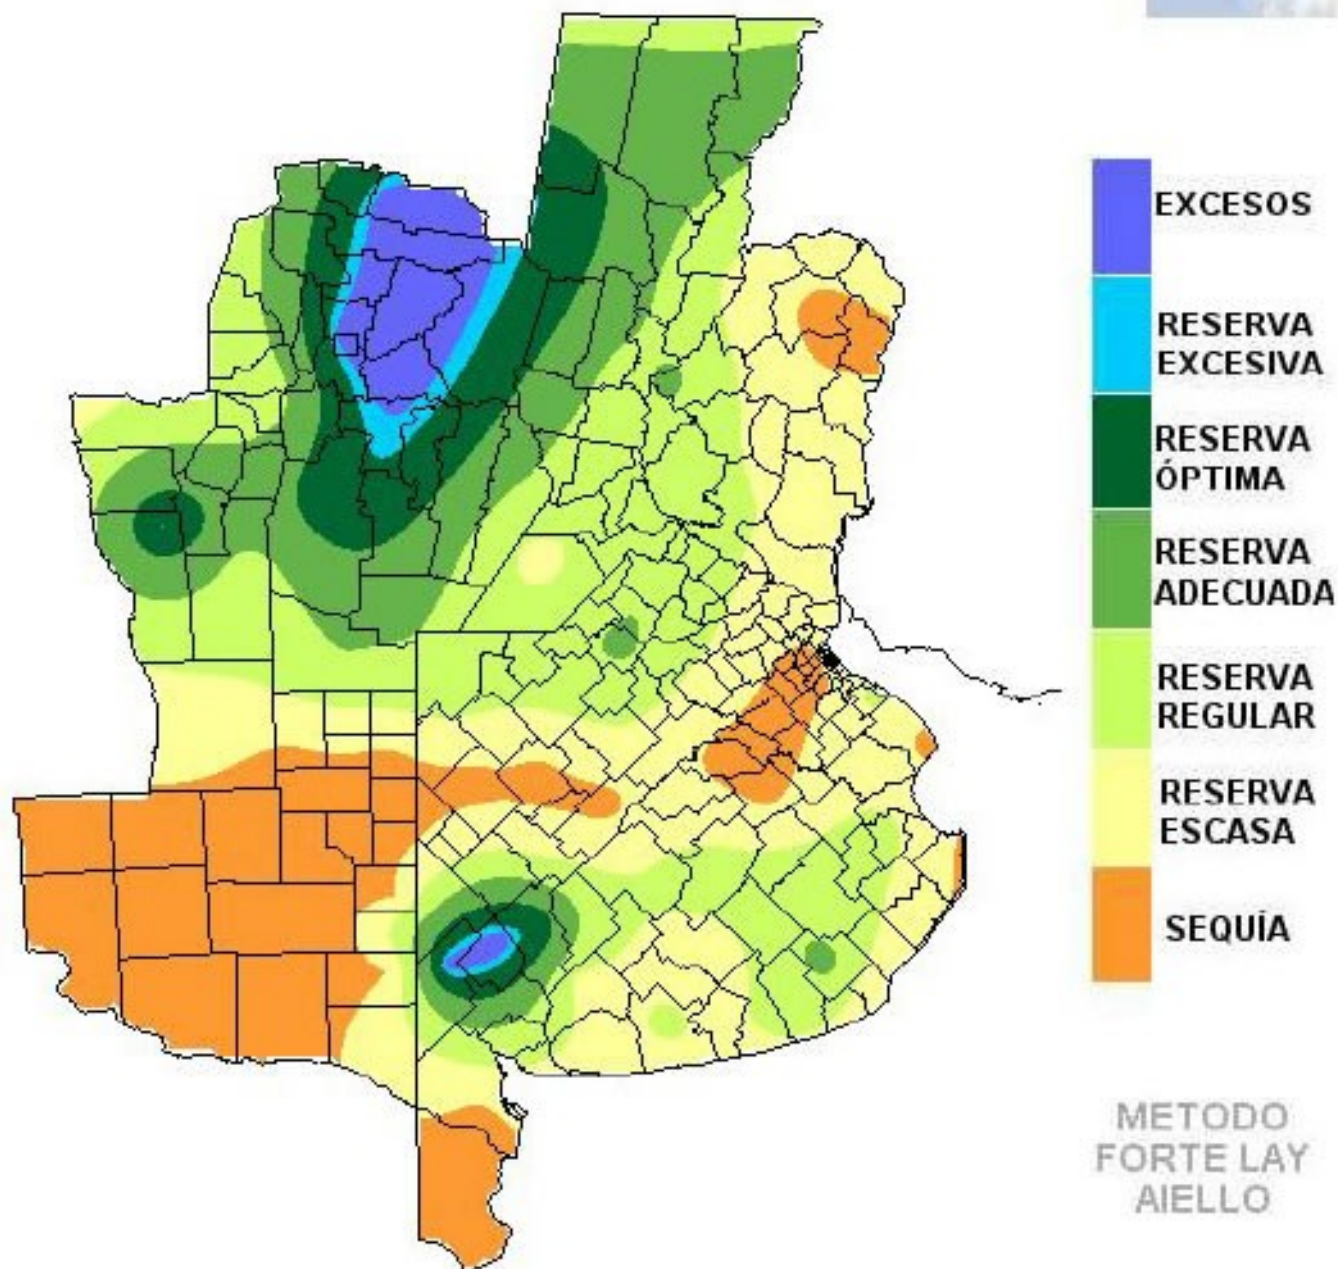 EXCESOS
RESERVA
EXCESIVA
RESERVA
ÓPTIMA
RESERVA
ADECUADA
RESERVA
REGULAR
RESERVA
ESCASA
SEQUÍA
METODO
FORTE LAY
AIELLO